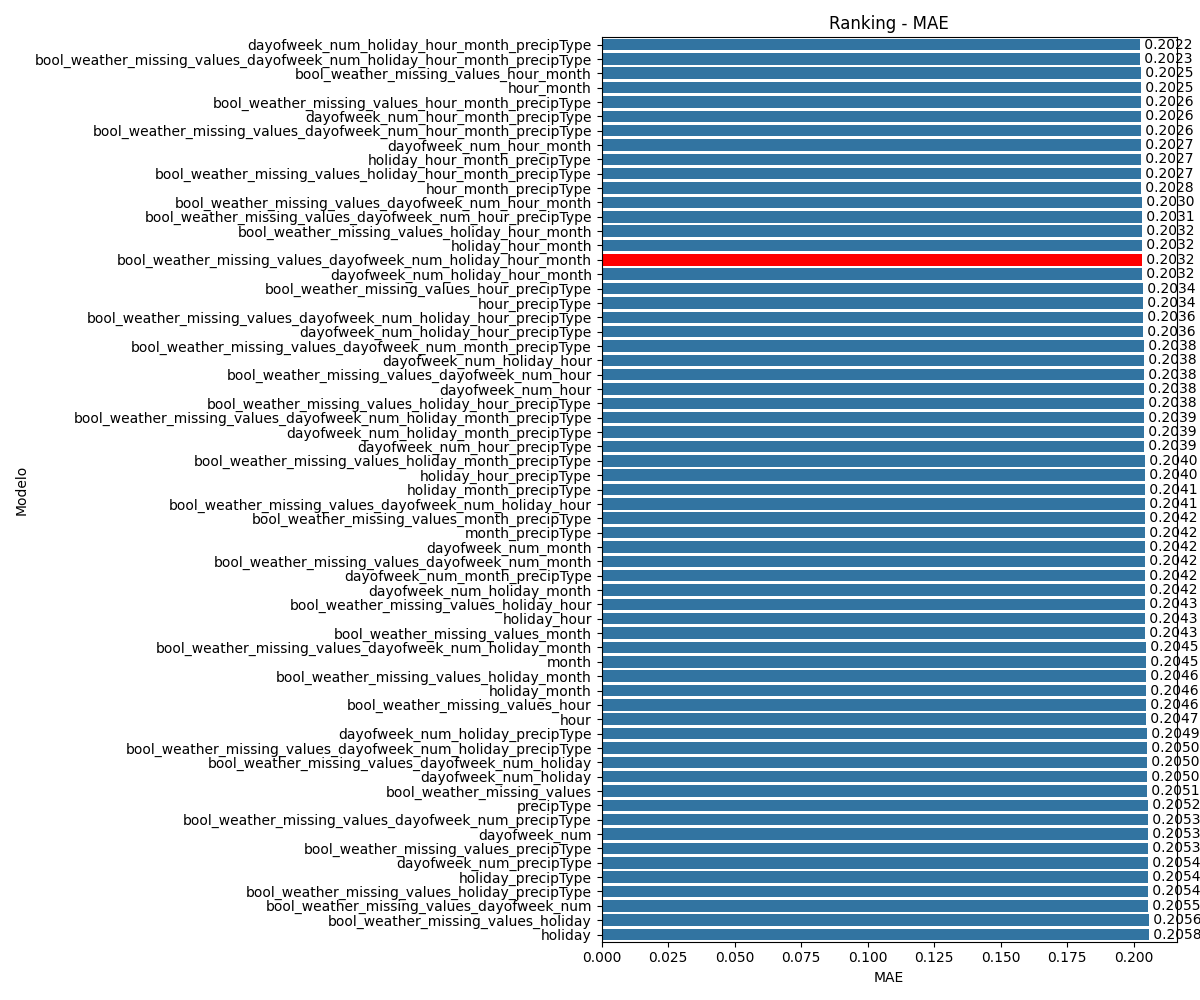 Ranking - MAE
dayofweek_num_holiday_hour_month_precipType 0.2022
bool_weather_missing_values_dayofweek_num_holiday_hour_month_precipType 0.2023
bool_weather_missing_values_hour_month 0.2025
hour_month 0.2025
bool_weather_missing_values_hour_month_precipType 0.2026
dayofweek_num_hour_month_precipType 0.2026
bool_weather_missing_values_dayofweek_num_hour_month_precipType 0.2026
dayofweek_num_hour_month 0.2027
holiday_hour_month_precipType 0.2027
bool_weather_missing_values_holiday_hour_month_precipType 0.2027
hour_month_precipType 0.2028
bool_weather_missing_values_dayofweek_num_hour_month 0.2030
bool_weather_missing_values_dayofweek_num_hour_precipType 0.2031
bool_weather_missing_values_holiday_hour_month 0.2032
holiday_hour_month 0.2032
bool_weather_missing_values_dayofweek_num_holiday_hour_month 0.2032
dayofweek_num_holiday_hour_month 0.2032
bool_weather_missing_values_hour_precipType 0.2034
hour_precipType 0.2034
bool_weather_missing_values_dayofweek_num_holiday_hour_precipType 0.2036
dayofweek_num_holiday_hour_precipType 0.2036
bool_weather_missing_values_dayofweek_num_month_precipType 0.2038
dayofweek_num_holiday_hour 0.2038
bool_weather_missing_values_dayofweek_num_hour 0.2038
dayofweek_num_hour 0.2038
bool_weather_missing_values_holiday_hour_precipType 0.2038
bool_weather_missing_values_dayofweek_num_holiday_month_precipType 0.2039
dayofweek_num_holiday_month_precipType 0.2039
dayofweek_num_hour_precipType 0.2039
bool_weather_missing_values_holiday_month_precipType 0.2040
holiday_hour_precipType 0.2040
holiday_month_precipType 0.2041
bool_weather_missing_values_dayofweek_num_holiday_hour 0.2041
bool_weather_missing_values_month_precipType 0.2042
month_precipType 0.2042
dayofweek_num_month 0.2042
bool_weather_missing_values_dayofweek_num_month 0.2042
dayofweek_num_month_precipType 0.2042
dayofweek_num_holiday_month 0.2042
bool_weather_missing_values_holiday_hour 0.2043
holiday_hour 0.2043
bool_weather_missing_values_month 0.2043
bool_weather_missing_values_dayofweek_num_holiday_month 0.2045
month 0.2045
bool_weather_missing_values_holiday_month 0.2046
holiday_month 0.2046
bool_weather_missing_values_hour 0.2046
hour 0.2047
dayofweek_num_holiday_precipType 0.2049
bool_weather_missing_values_dayofweek_num_holiday_precipType 0.2050
bool_weather_missing_values_dayofweek_num_holiday 0.2050
dayofweek_num_holiday 0.2050
bool_weather_missing_values 0.2051
precipType 0.2052
bool_weather_missing_values_dayofweek_num_precipType 0.2053
dayofweek_num 0.2053
bool_weather_missing_values_precipType 0.2053
dayofweek_num_precipType 0.2054
holiday_precipType 0.2054
bool_weather_missing_values_holiday_precipType 0.2054
bool_weather_missing_values_dayofweek_num 0.2055
bool_weather_missing_values_holiday 0.2056
holiday 0.2058
Modelo
0.000 0.025 0.050 0.075 0.100 0.125 0.150 0.175 0.200
MAE